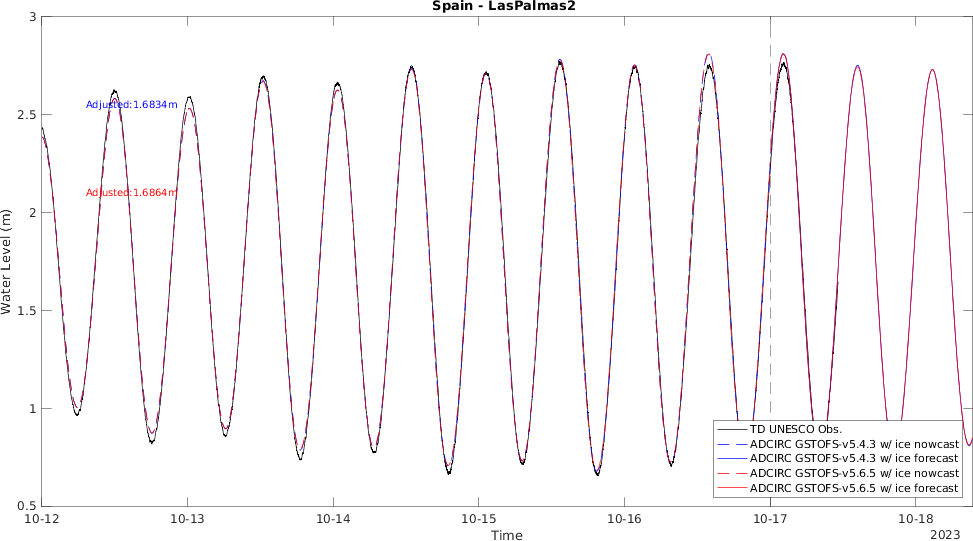 Spain - LasPalmas2
3
2.5
2
1.5
1
0.5
Water Level (m)
Adjusted:1.6834m
Adjusted:1.6864m
TD UNESCO Obs.
ADCIRC GSTOFS-v5.4.3 w/ ice nowcast
ADCIRC GSTOFS-v5.4.3 w/ ice forecast
ADCIRC GSTOFS-v5.6.5 w/ ice nowcast
ADCIRC GSTOFS-v5.6.5 w/ ice forecast
10-12 10-13 10-14 10-15 10-16 10-17 10-18
Time
2023